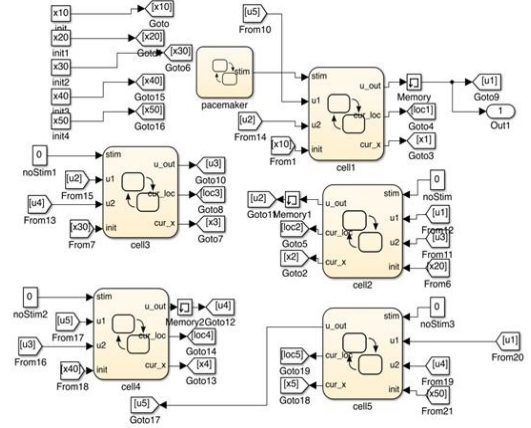 x10
init
[x10]
Goto
x20
init1
[x20]
x30
init2
[x30]
Goto6
x40
[x40]
Goto15
x50
init4
[x50]
Goto16
[u5]
From10
stim
pacemaker
[u2]
From14
[x10]
From1
stim
u1
u2
init
u_out
cur_loc
cur_x
cell1
Memory
[u1]
Goto9
1
Out1
[loc1]
Goto4
[x1]
Goto3
0
noStim1
[u2]
From15
[u4]
From13
[x30]
From7
stim
u1
u2
init
u_out
cur_loc
cur_x
cell3
[u3]
Goto10
[loc3]
Goto8
[x3]
Goto7
[u2]
Memory1
[loc2]
Goto5
[x2]
Goto2
u_out
cur_loc
cur_x
stim
u1
u2
init
cell2
0
noStim
[u1]
From12
[u3]
From11
[x20]
From6
0
noStim2
[u5]
From17
[u3]
From16
[x40]
From18
stim
u1
u2
init
u_out
cur_loc
cur_x
cell4
Memory2
[u4]
Goto12
[loc4]
Goto14
[x4]
Goto13
[u5]
Goto17
[loc5]
Goto19
[x5]
Goto18
u_out
cur_loc
cur_x
stim
u1
u2
init
cell5
0
noStim3
[u1]
From20
[u4]
From19
[x50]
From21